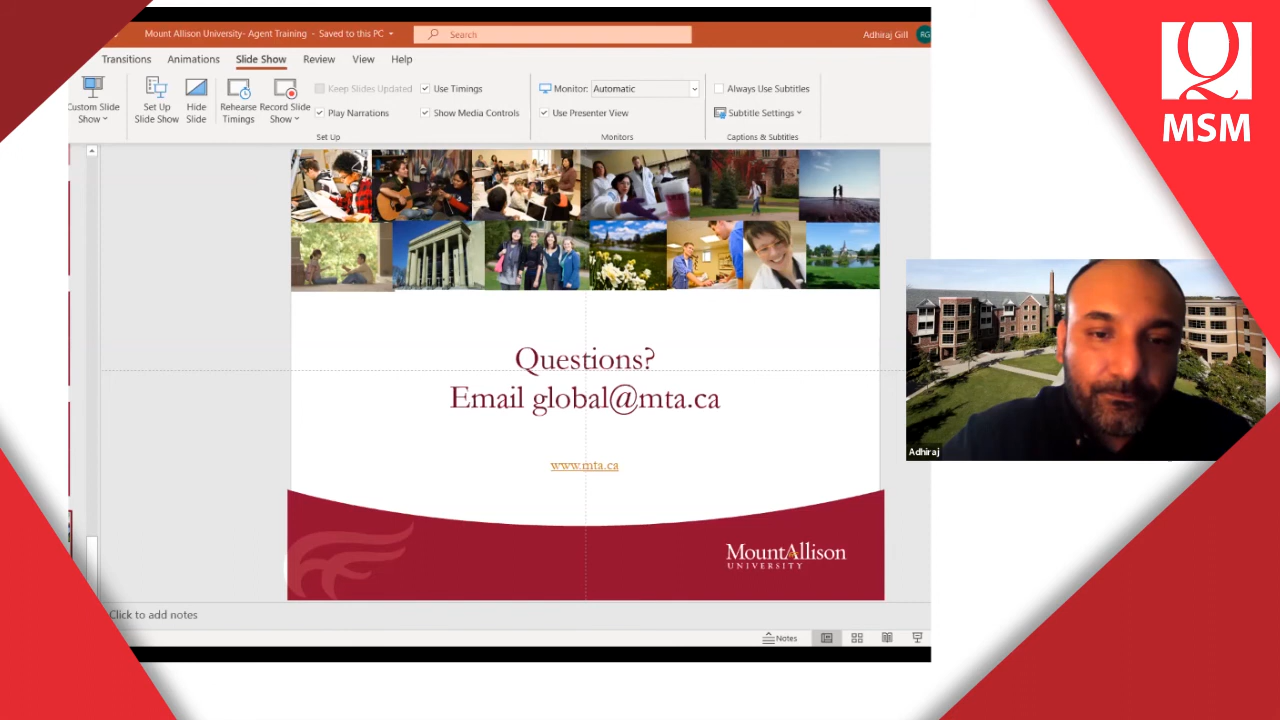 Mount Allison University- Agent Training - Saved to this PC
Search
Adhiraj Gill
RG
MSM
Transitions
Animations
Slide Show
Review
View
Help
Custom Slide
Show
Set Up
Slide Show
Hide
Slide
Rehearse
Timings
Record Slide
Show
Keep Slides Updated
Play Narrations
Use Timings
Show Media Controls
Set Up
Monitor:
Automatic
Use Presenter View
Monitors
Always Use Subtitles
Subtitle Settings
Captions & Subtitles
Questions?
Email global@mta.ca
www.mta.ca
MountAllison
UNIVERSITY
Adhiraj
Click to add notes
Notes